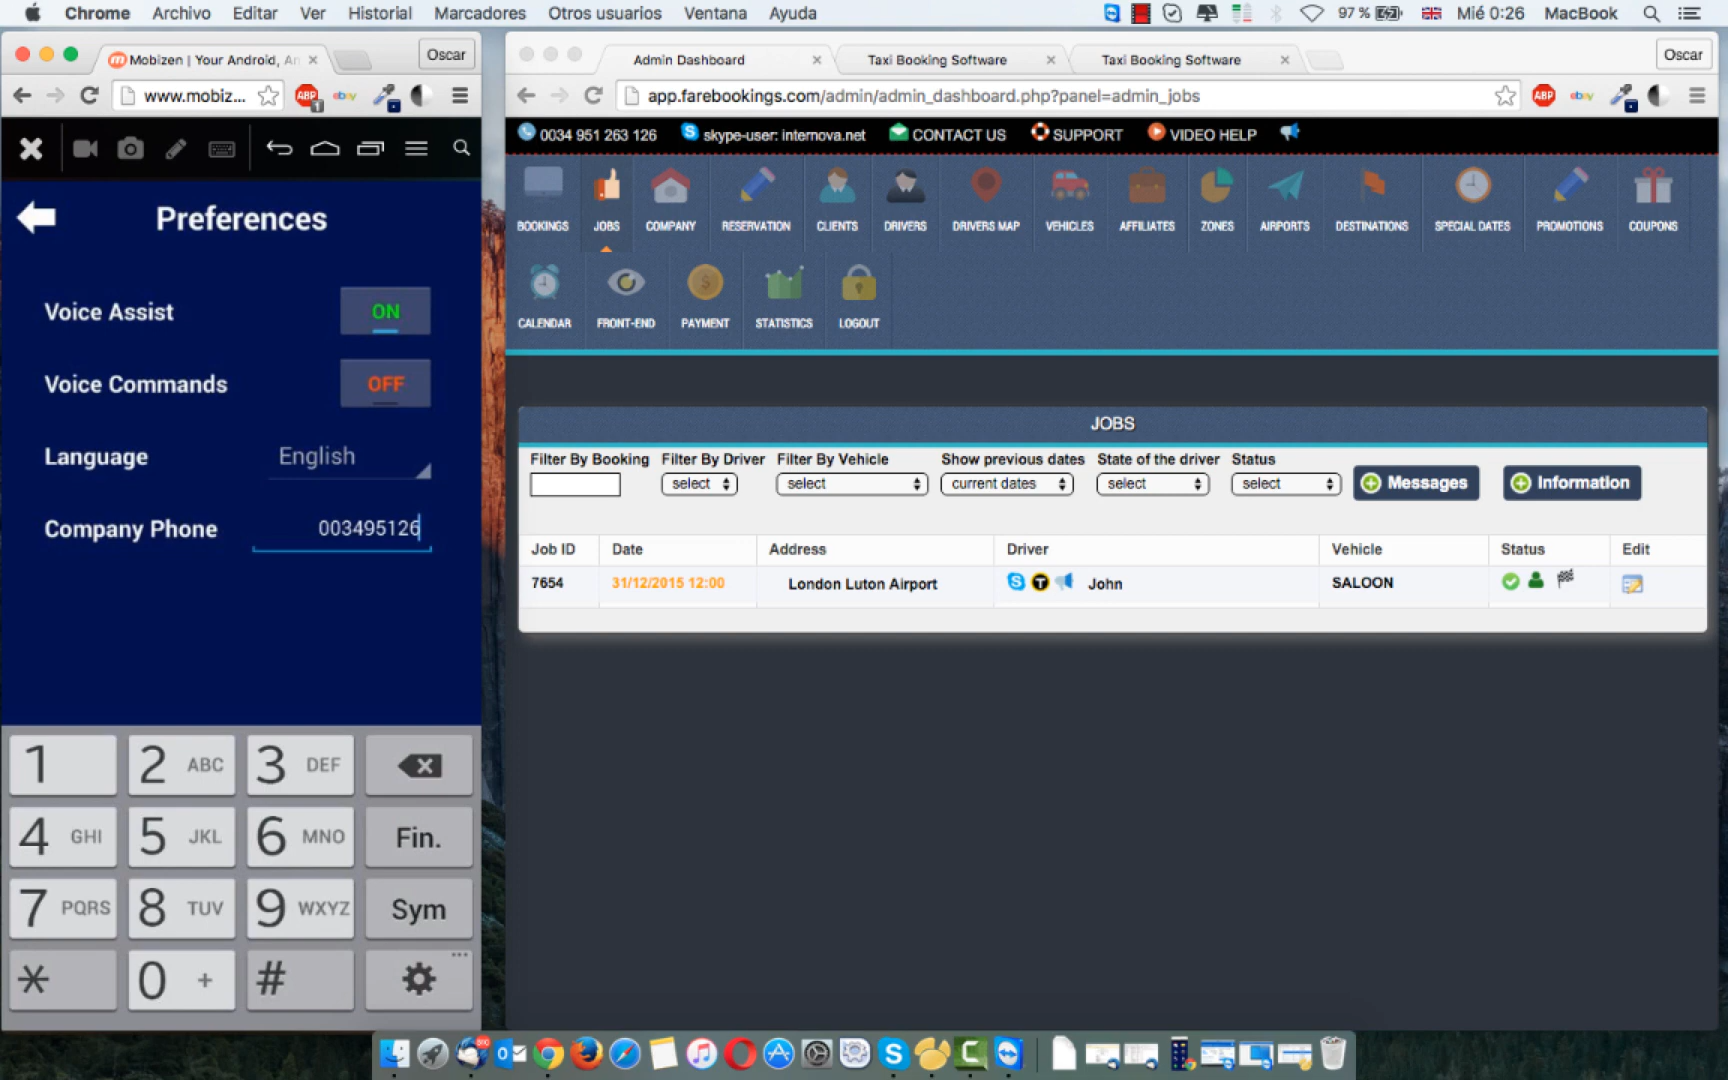 Chrome Archivo Editar Ver Historial Marcadores Otros usuarios Ventana Ayuda 97 % Mié 0:26 MacBook
Mobizen | Your Android, An Oscar
www.mobiz... ABP 1 ebay
Preferences
Voice Assist ON
Voice Commands OFF
Language English
Company Phone 003495126
1 2 ABC 3 DEF
4 GHI 5 JKL 6 MNO Fin.
7 PQRS 8 TUV 9 WXYZ Sym
* 0 + # ...
Admin Dashboard Taxi Booking Software Taxi Booking Software Oscar
app.farebookings.com/admin/admin_dashboard.php?panel=admin_jobs ABP ebay
0034 951 263 126 skype-user: internova.net CONTACT US SUPPORT VIDEO HELP
BOOKINGS JOBS COMPANY RESERVATION CLIENTS DRIVERS DRIVERS MAP VEHICLES AFFILIATES ZONES AIRPORTS DESTINATIONS SPECIAL DATES PROMOTIONS COUPONS
CALENDAR FRONT-END PAYMENT STATISTICS LOGOUT
JOBS
Filter By Booking Filter By Driver Filter By Vehicle Show previous dates State of the driver Status
select select current dates select select Messages Information
Job ID Date Address Driver Vehicle Status Edit
7654 31/12/2015 12:00 London Luton Airport John SALOON